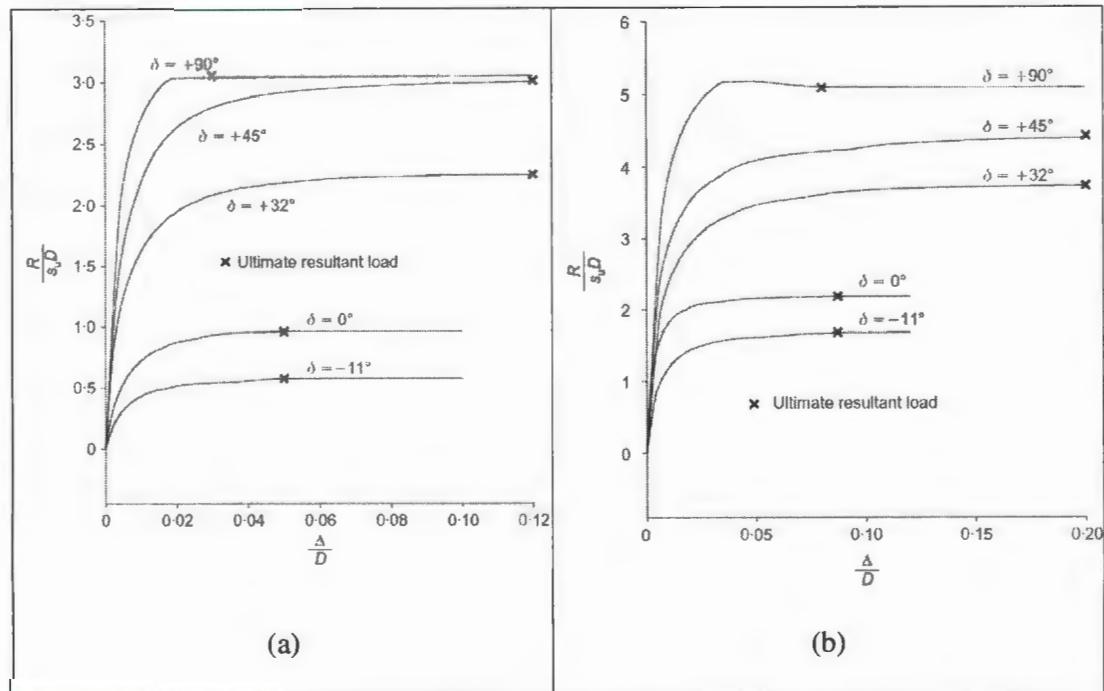 3·5
3·0
2·5
2·0
1·5
1·0
0·5
0
R
s_uD
δ = +90°
δ = +45°
δ = +32°
× Ultimate resultant load
δ = 0°
δ = −11°
0 0·02 0·04 0·06 0·08 0·10 0·12
Δ
D
(a)
6
5
4
3
2
1
0
R
s_uD
δ = +90°
δ = +45°
δ = +32°
δ = 0°
δ = −11°
× Ultimate resultant load
0 0·05 0·10 0·15 0·20
Δ
D
(b)